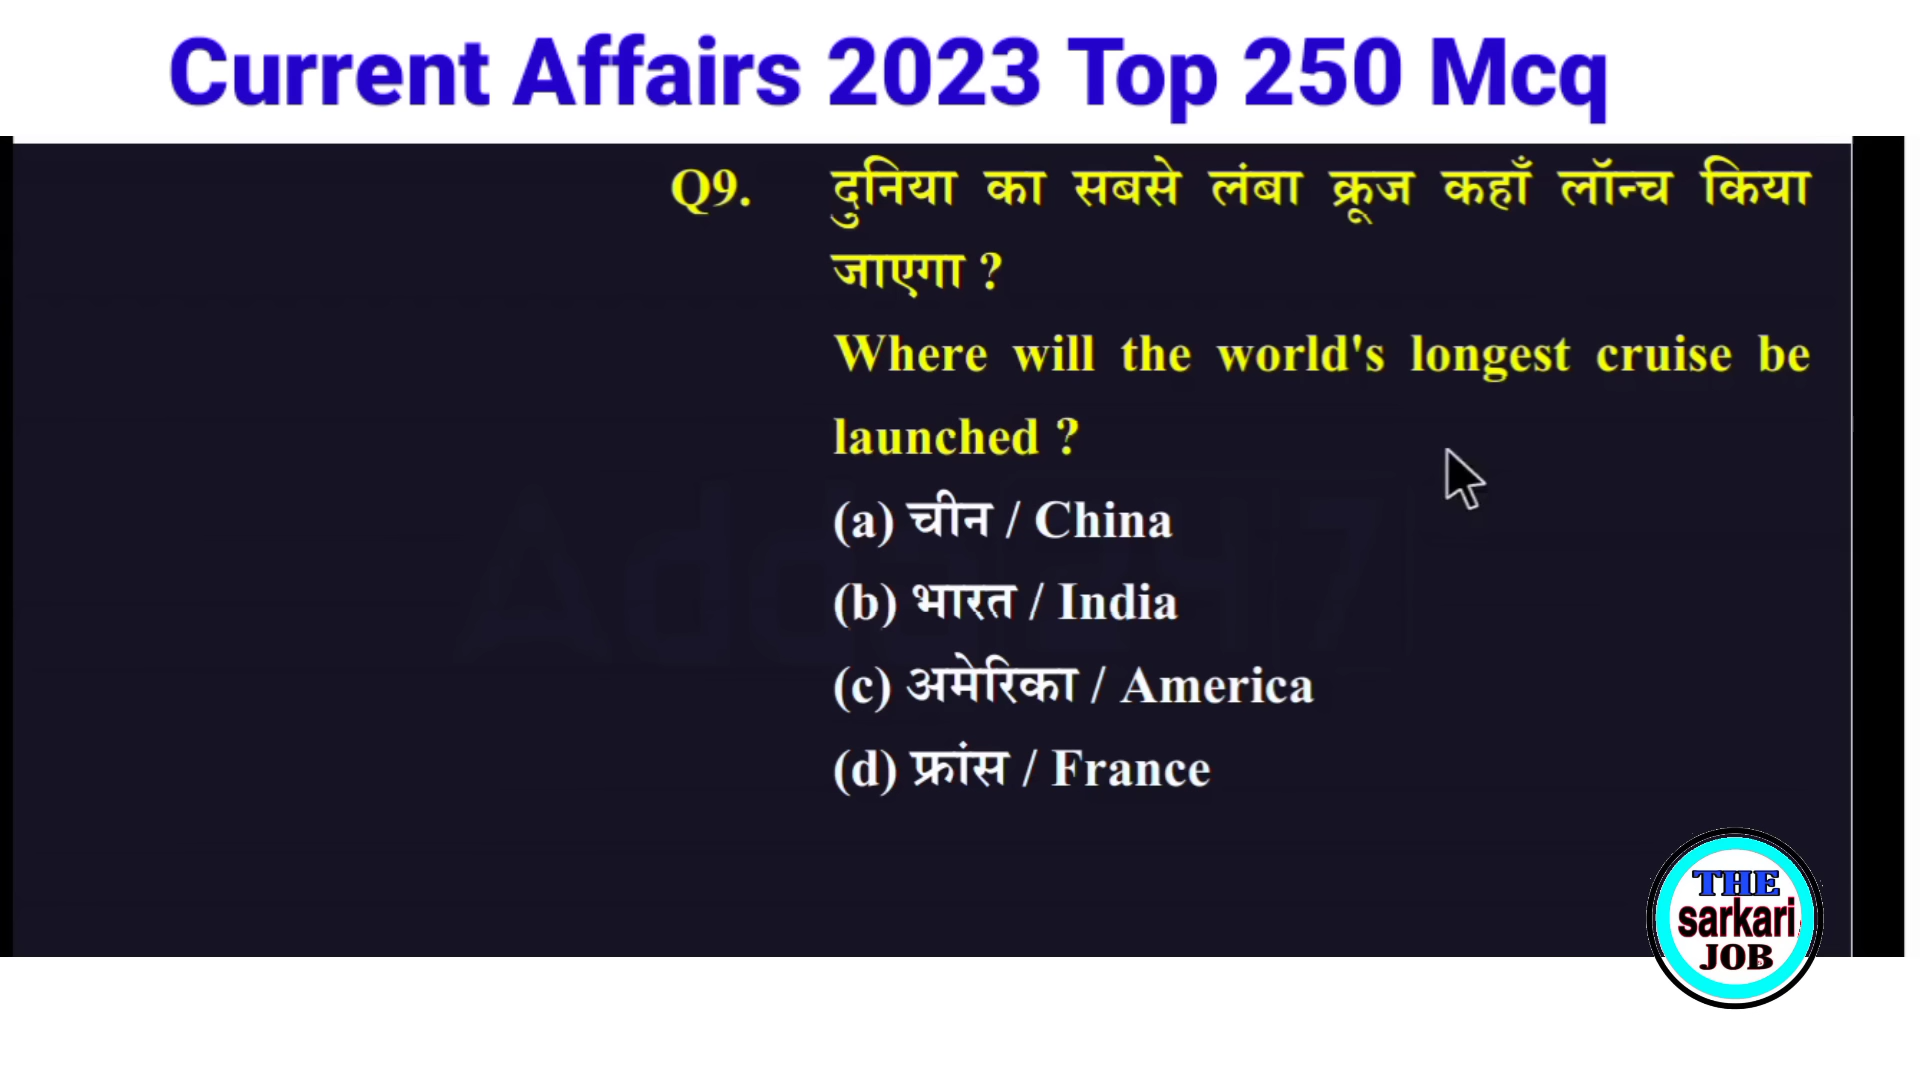 Current Affairs 2023 Top 250 Mcq
Q9. दुनिया का सबसे लंबा क्रूज कहाँ लॉन्च किया
जाएगा ?
Where will the world's longest cruise be
launched ?
(a) चीन / China
(b) भारत / India
(c) अमेरिका / America
(d) फ्रांस / France
Adda247
THE
sarkari
JOB